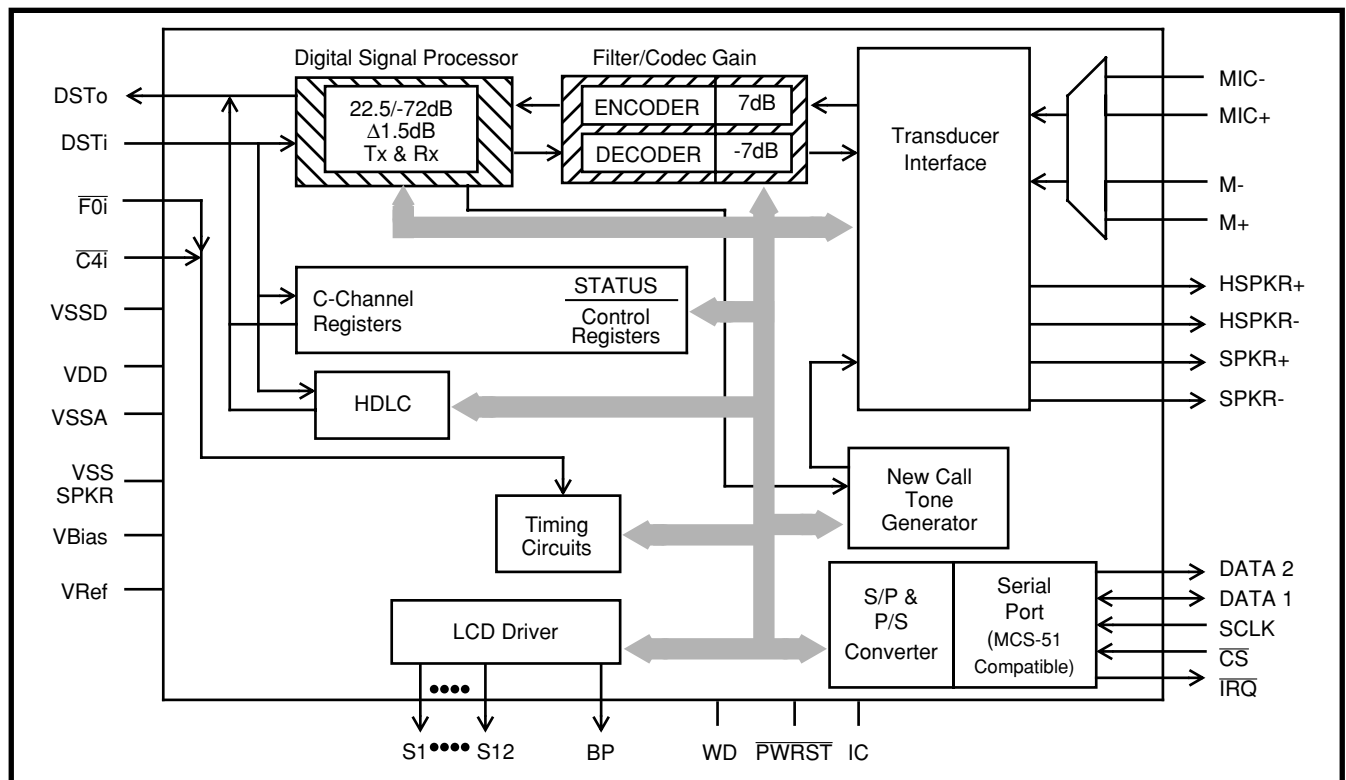 Digital Signal Processor
Filter/Codec Gain
DSTo
DSTi
F0i
C4i
VSSD
VDD
VSSA
VSS
SPKR
VBias
VRef
22.5/-72dB
Δ1.5dB
Tx & Rx
ENCODER
7dB
DECODER
-7dB
Transducer
Interface
MIC-
MIC+
M-
M+
HSPKR+
HSPKR-
SPKR+
SPKR-
C-Channel
Registers
STATUS
Control
Registers
HDLC
Timing
Circuits
New Call
Tone
Generator
LCD Driver
S/P &
P/S
Converter
Serial
Port
(MCS-51
Compatible)
DATA 2
DATA 1
SCLK
CS
IRQ
S1
S12
BP
WD
PWRST
IC